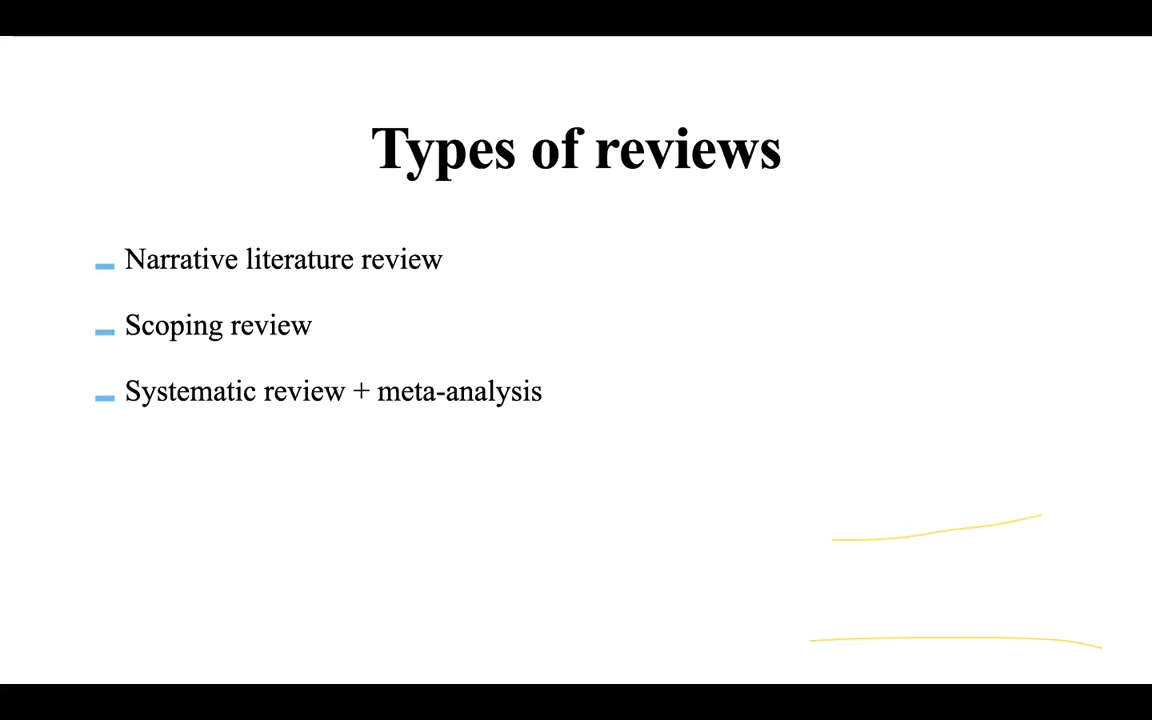 Types of reviews
Narrative literature review
Scoping review
Systematic review + meta-analysis